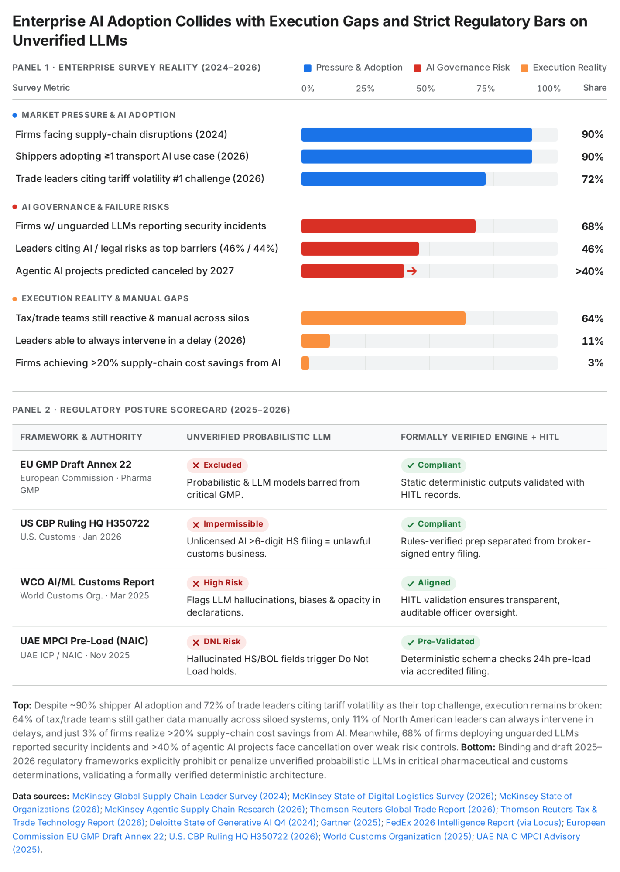 Enterprise AI Adoption Collides with Execution Gaps and Strict Regulatory Bars on
Unverified LLMs
PANEL 1 · ENTERPRISE SURVEY REALITY (2024–2026)
Pressure & Adoption
AI Governance Risk
Execution Reality
Survey Metric
0%
25%
50%
75%
100%
Share
MARKET PRESSURE & AI ADOPTION
Firms facing supply-chain disruptions (2024)
90%
Shippers adopting ≥1 transport AI use case (2026)
90%
Trade leaders citing tariff volatility #1 challenge (2026)
72%
AI GOVERNANCE & FAILURE RISKS
Firms w/ unguarded LLMs reporting security incidents
68%
Leaders citing AI / legal risks as top barriers (46% / 44%)
46%
Agentic AI projects predicted canceled by 2027
→
>40%
EXECUTION REALITY & MANUAL GAPS
Tax/trade teams still reactive & manual across silos
64%
Leaders able to always intervene in a delay (2026)
11%
Firms achieving >20% supply-chain cost savings from AI
3%
PANEL 2 · REGULATORY POSTURE SCORECARD (2025–2026)
FRAMEWORK & AUTHORITY
UNVERIFIED PROBABILISTIC LLM
FORMALLY VERIFIED ENGINE + HITL
EU GMP Draft Annex 22
European Commission · Pharma
GMP
✕ Excluded
Probabilistic & LLM models barred from
critical GMP.
✓ Compliant
Static deterministic outputs validated with
HITL records.
US CBP Ruling HQ H350722
U.S. Customs · Jan 2026
✕ Impermissible
Unlicensed AI >6-digit HS filing = unlawful
customs business.
✓ Compliant
Rules-verified prep separated from broker-
signed entry filing.
WCO AI/ML Customs Report
World Customs Org. · Mar 2025
✕ High Risk
Flags LLM hallucinations, biases & opacity in
declarations.
✓ Aligned
HITL validation ensures transparent,
auditable officer oversight.
UAE MPCI Pre-Load (NAIC)
UAE ICP / NAIC · Nov 2025
✕ DNL Risk
Hallucinated HS/BOL fields trigger Do Not
Load holds.
✓ Pre-Validated
Deterministic schema checks 24h pre-load
via accredited filing.
Top: Despite ~90% shipper AI adoption and 72% of trade leaders citing tariff volatility as their top challenge, execution remains broken:
64% of tax/trade teams still gather data manually across siloed systems, only 11% of North American leaders can always intervene in
delays, and just 3% of firms realize >20% supply-chain cost savings from AI. Meanwhile, 68% of firms deploying unguarded LLMs
reported security incidents and >40% of agentic AI projects face cancellation over weak risk controls. Bottom: Binding and draft 2025–
2026 regulatory frameworks explicitly prohibit or penalize unverified probabilistic LLMs in critical pharmaceutical and customs
determinations, validating a formally verified deterministic architecture.
Data sources: McKinsey Global Supply Chain Leader Survey (2024); McKinsey State of Digital Logistics Survey (2026); McKinsey State of
Organizations (2026); McKinsey Agentic Supply Chain Research (2026); Thomson Reuters Global Trade Report (2026); Thomson Reuters Tax &
Trade Technology Report (2026); Deloitte State of Generative AI Q4 (2024); Gartner (2025); FedEx 2026 Intelligence Report (via Locus); European
Commission EU GMP Draft Annex 22; U.S. CBP Ruling HQ H350722 (2026); World Customs Organization (2025); UAE NAIC MPCI Advisory
(2025).